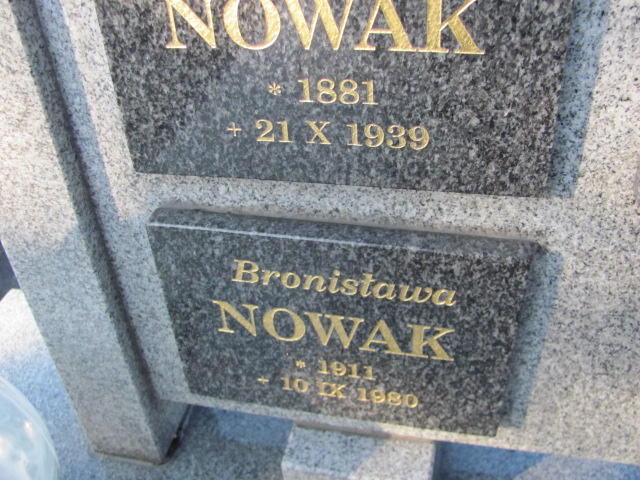 NOWAK
* 1881
+ 21 X 1939
Bronisława
NOWAK
* 1911
+ 10 IX 1980